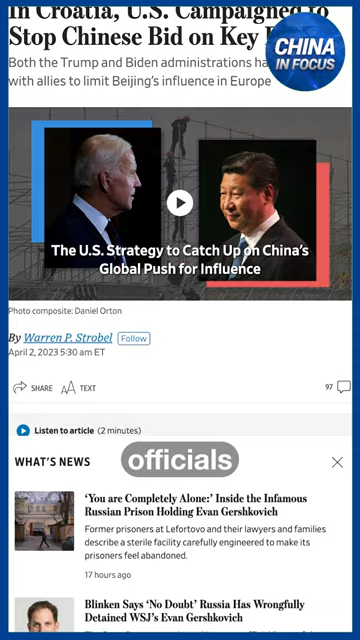 In Croatia, U.S. Campaigned to
Stop Chinese Bid on Key
CHINA
IN FOCUS
Both the Trump and Biden administrations ha
with allies to limit Beijing's influence in Europe
The U.S. Strategy to Catch Up on China's
Global Push for Influence
Photo composite: Daniel Orton
By Warren P. Strobel Follow
April 2, 2023 5:30 am ET
SHARE TEXT 97
Listen to article (2 minutes)
WHAT'S NEWS
officials
'You are Completely Alone:' Inside the Infamous
Russian Prison Holding Evan Gershkovich
Former prisoners at Lefortovo and their lawyers and families
describe a sterile facility carefully engineered to make its
prisoners feel abandoned.
17 hours ago
Blinken Says 'No Doubt' Russia Has Wrongfully
Detained WSJ's Evan Gershkovich